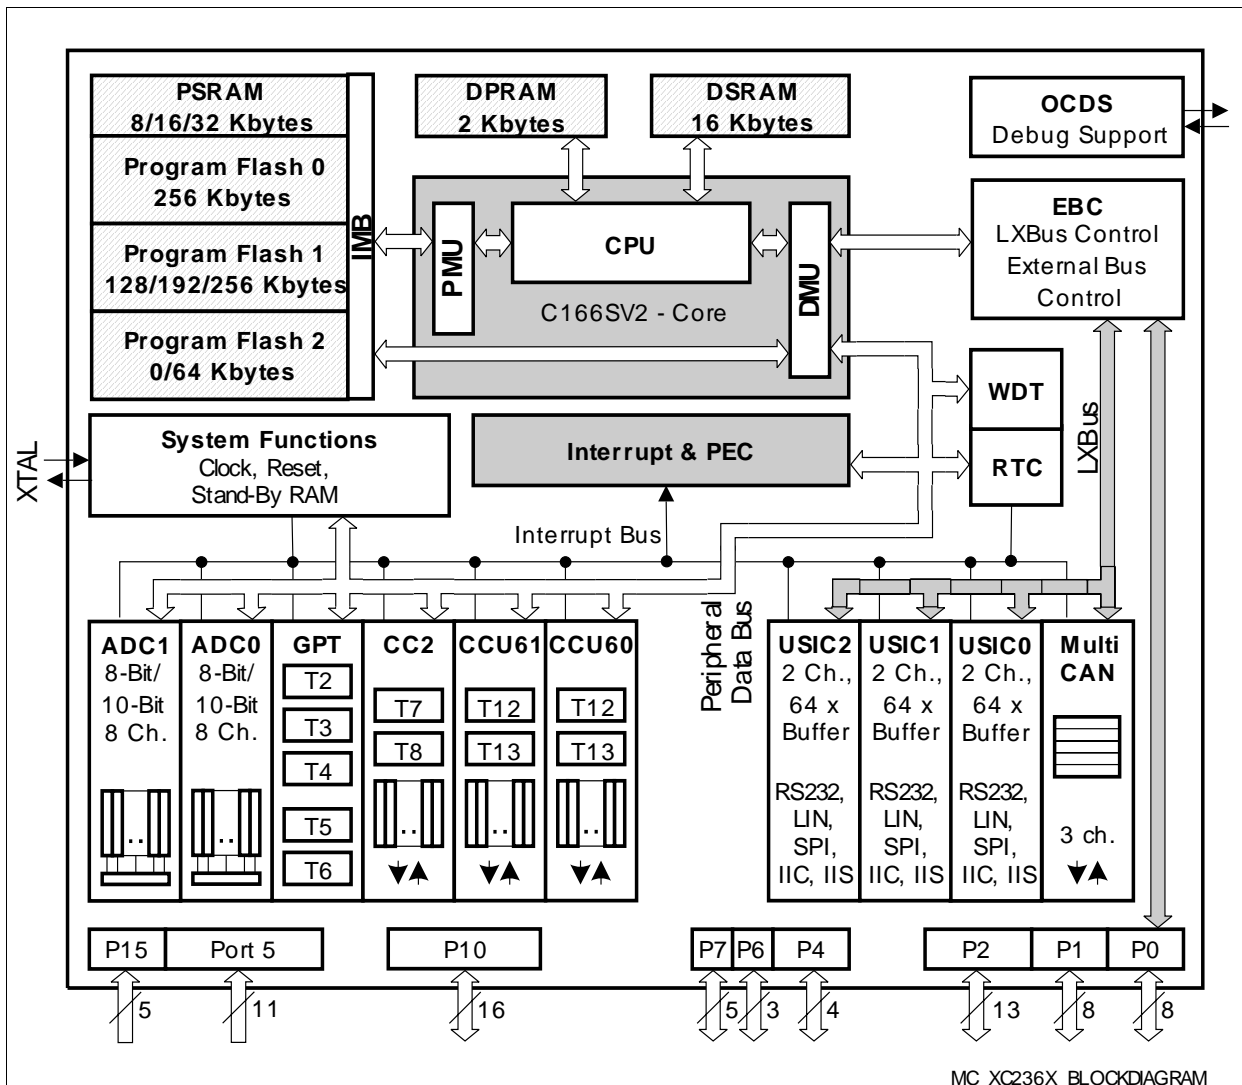 PSRAM
8/16/32 Kbytes
Program Flash 0
256 Kbytes
Program Flash 1
128/192/256 Kbytes
Program Flash 2
0/64 Kbytes
IMB
DPRAM
2 Kbytes
DSRAM
16 Kbytes
OCDS
Debug Support
PMU
CPU
DMU
C166SV2 - Core
EBC
LXBus Control
External Bus
Control
WDT
RTC
LXBus
XTAL
System Functions
Clock, Reset,
Stand-By RAM
Interrupt & PEC
Interrupt Bus
Peripheral
Data Bus
ADC1
8-Bit/
10-Bit
8 Ch.
ADC0
8-Bit/
10-Bit
8 Ch.
GPT
T2
T3
T4
T5
T6
CC2
T7
T8
CCU61
T12
T13
CCU60
T12
T13
USIC2
2 Ch.,
64 x
Buffer
RS232,
LIN,
SPI,
IIC, IIS
USIC1
2 Ch.,
64 x
Buffer
RS232,
LIN,
SPI,
IIC, IIS
USIC0
2 Ch.,
64 x
Buffer
RS232,
LIN,
SPI,
IIC, IIS
Multi
CAN
3 ch.
P15
Port 5
P10
P7
P6
P4
P2
P1
P0
5
11
16
5
3
4
13
8
8
MC_XC236X_BLOCKDIAGRAM